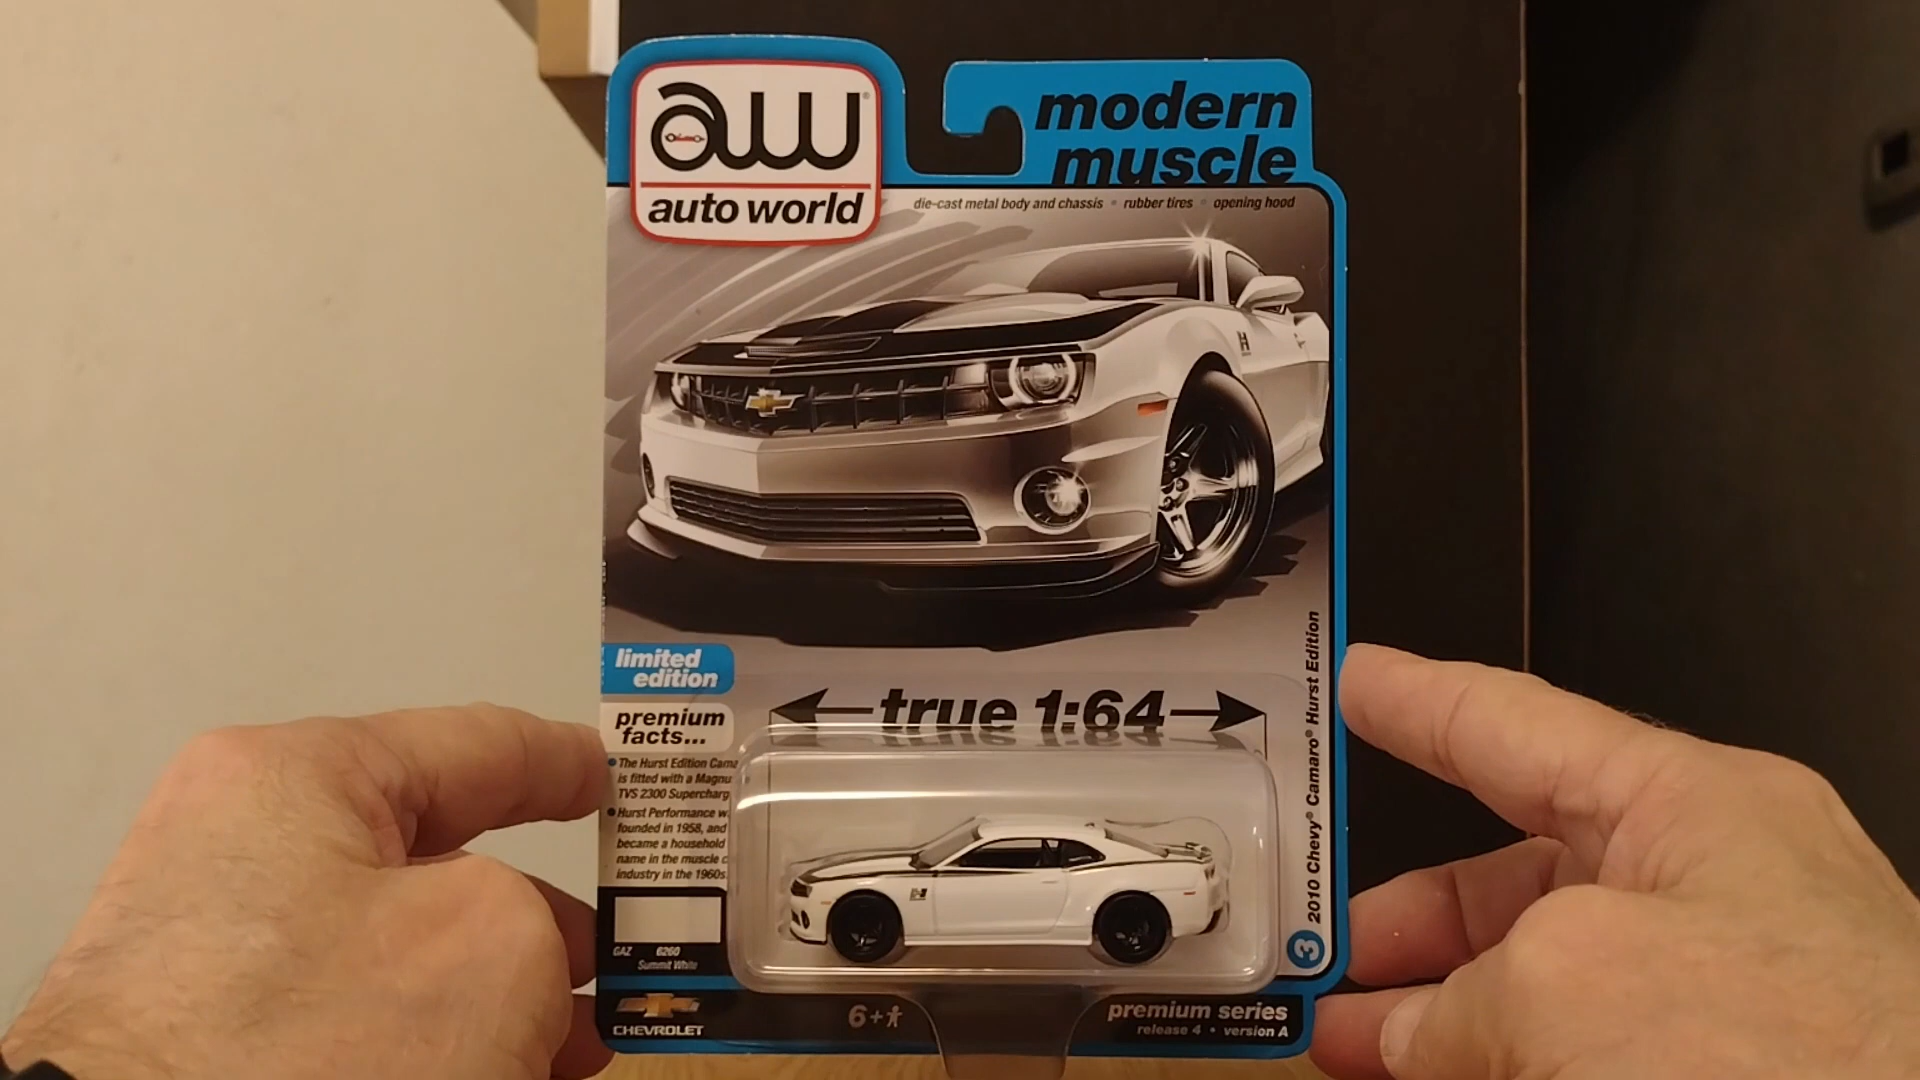 aw
auto world
modern
muscle
die-cast metal body and chassis • rubber tires • opening hood
limited
edition
true 1:64
premium
facts...
• The Hurst Edition
is fitted with a
TVS 2300
• Hurst Performance
founded in 1958, and
became a household
name in the muscle
industry in the 1960s
GAZ 6260
Summit White
CHEVROLET
6+
premium series
release 4 • version A
2010 Chevy® Camaro® Hurst Edition
3
H